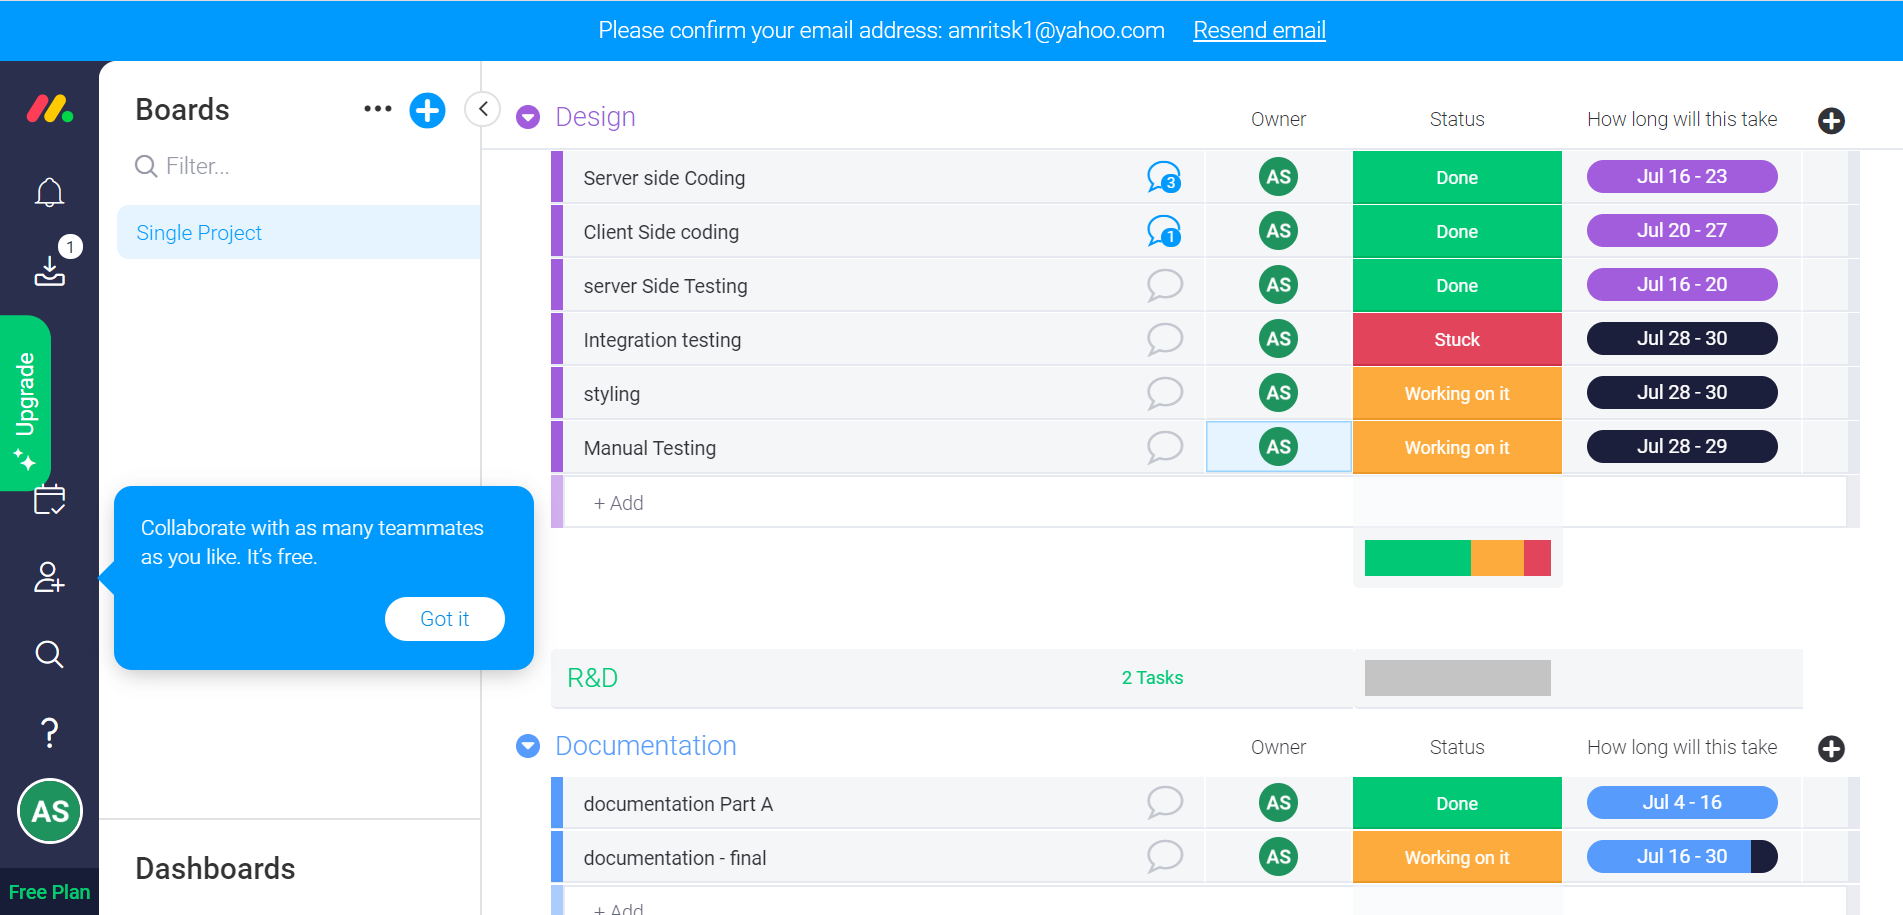 Please confirm your email address: amritsk1@yahoo.com Resend email
Boards
Filter...
Single Project
1
Upgrade
Collaborate with as many teammates
as you like. It’s free.
Got it
AS
Free Plan
Dashboards
Design Owner Status How long will this take
Server side Coding 3 AS Done Jul 16 - 23
Client Side coding 1 AS Done Jul 20 - 27
server Side Testing AS Done Jul 16 - 20
Integration testing AS Stuck Jul 28 - 30
styling AS Working on it Jul 28 - 30
Manual Testing AS Working on it Jul 28 - 29
+ Add
R&D 2 Tasks
Documentation Owner Status How long will this take
documentation Part A AS Done Jul 4 - 16
documentation - final AS Working on it Jul 16 - 30
+ Add